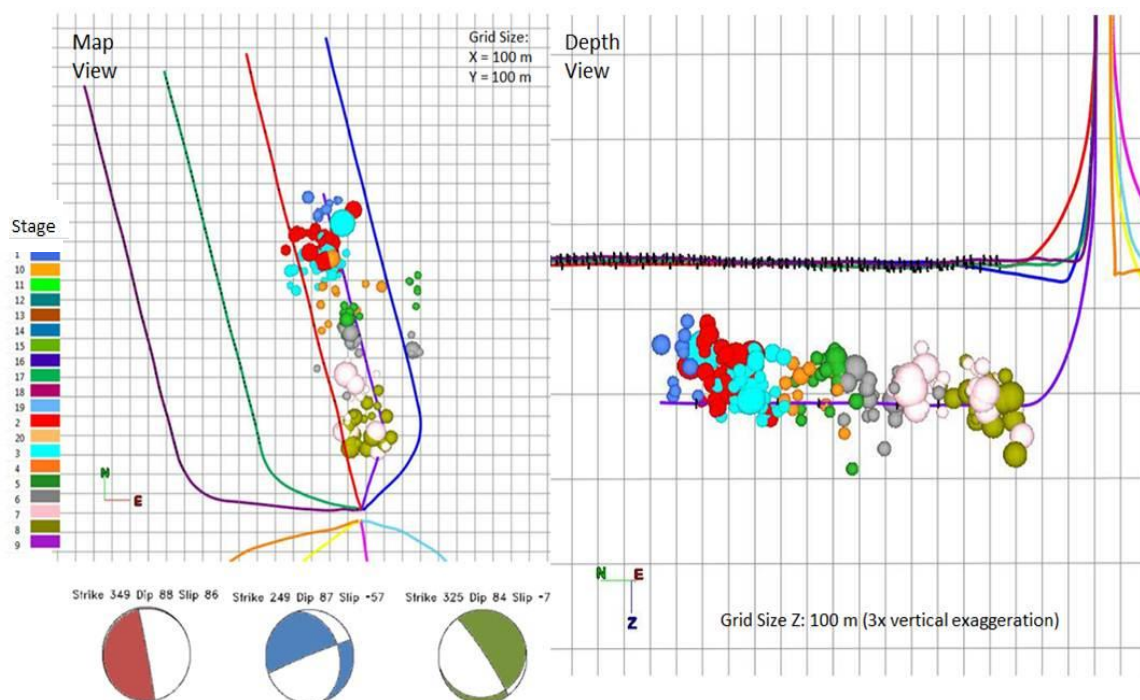 Map
View
Grid Size:
X = 100 m
Y = 100 m
Depth
View
Stage
1
10
11
12
13
14
15
16
17
18
19
2
20
3
4
5
6
7
8
9
N
E
N
E
Z
Grid Size Z: 100 m (3x vertical exaggeration)
Strike 349 Dip 88 Slip 86
Strike 249 Dip 87 Slip -57
Strike 325 Dip 84 Slip -7